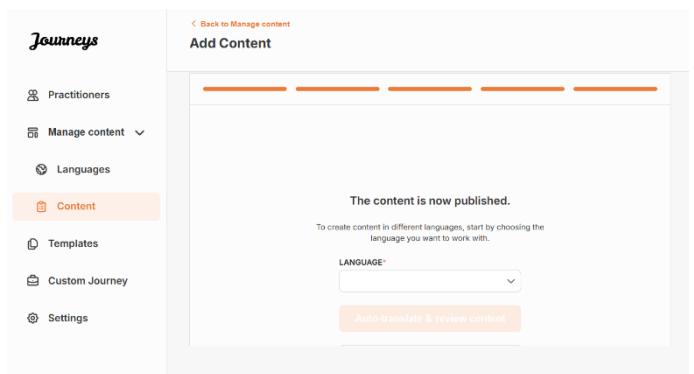 Journeys
Practitioners
Manage content
Languages
Content
Templates
Custom Journey
Settings
< Back to Manage content
Add Content
The content is now published.
To create content in different languages, start by choosing the
language you want to work with.
LANGUAGE*
Auto-translate & review content